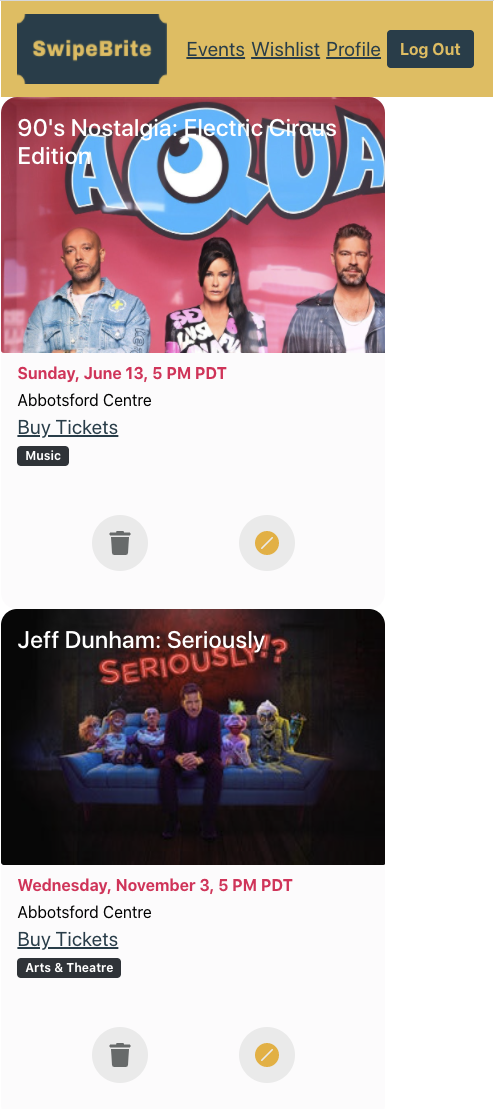 SwipeBrite
Events Wishlist Profile Log Out
90's Nostalgia: Electric Circus
Edition
AQUA
Sunday, June 13, 5 PM PDT
Abbotsford Centre
Buy Tickets
Music
Jeff Dunham: Seriously
SERIOUSLY!?
Wednesday, November 3, 5 PM PDT
Abbotsford Centre
Buy Tickets
Arts & Theatre